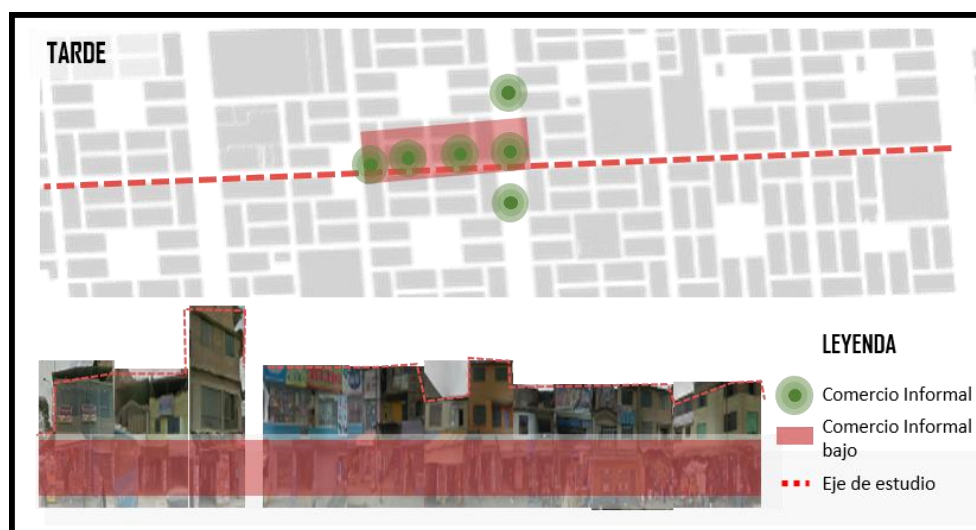 TARDE
LEYENDA
Comercio Informal
Comercio Informal
bajo
Eje de estudio